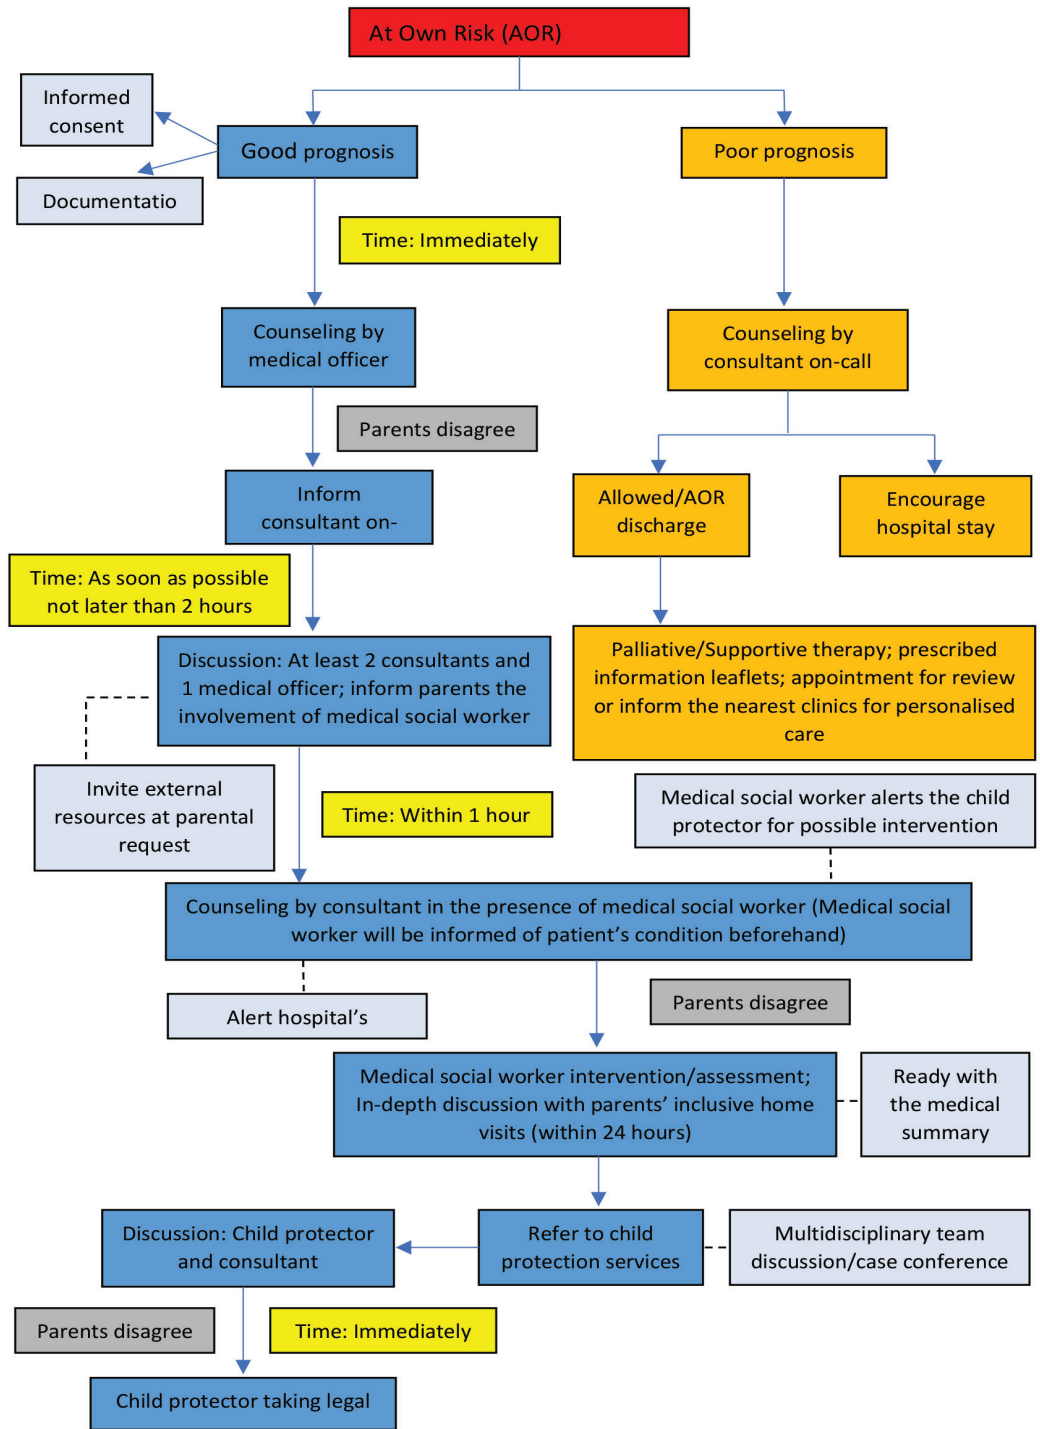 At Own Risk (AOR)
Informed
consent
Good prognosis
Poor prognosis
Documentatio
Time: Immediately
Counseling by
medical officer
Counseling by
consultant on-call
Parents disagree
Inform
consultant on-
Allowed/AOR
discharge
Encourage
hospital stay
Time: As soon as possible
not later than 2 hours
Discussion: At least 2 consultants and
1 medical officer; inform parents the
involvement of medical social worker
Palliative/Supportive therapy; prescribed
information leaflets; appointment for review
or inform the nearest clinics for personalised
care
Invite external
resources at parental
request
Time: Within 1 hour
Medical social worker alerts the child
protector for possible intervention
Counseling by consultant in the presence of medical social worker (Medical social
worker will be informed of patient’s condition beforehand)
Alert hospital’s
Parents disagree
Medical social worker intervention/assessment;
In-depth discussion with parents’ inclusive home
visits (within 24 hours)
Ready with
the medical
summary
Discussion: Child protector
and consultant
Refer to child
protection services
Multidisciplinary team
discussion/case conference
Parents disagree
Time: Immediately
Child protector taking legal